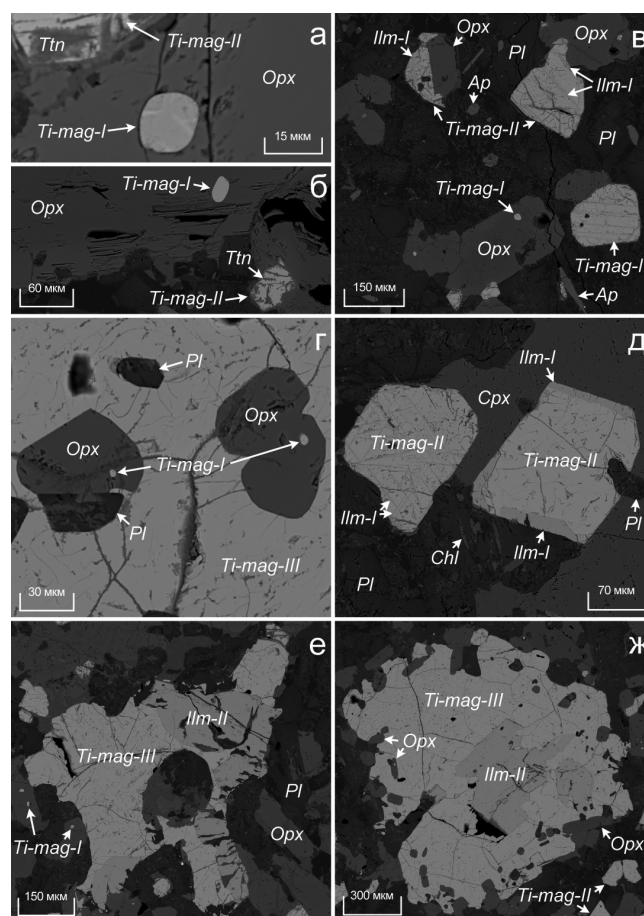 а
Ttn
Ti-mag-II
Opx
Ti-mag-I
15 мкм
б
Ti-mag-I
Opx
Ttn
Ti-mag-II
60 мкм
в
Ilm-I
Opx
Pl
Opx
Ap
Ilm-I
Ti-mag-II
Pl
Ti-mag-I
Opx
Ti-mag-I
Ap
150 мкм
г
Pl
Opx
Opx
Ti-mag-I
Pl
Ti-mag-III
30 мкм
д
Ilm-I
Cpx
Ti-mag-II
Ti-mag-II
Ilm-I
Pl
Chl
Ilm-I
Pl
70 мкм
е
Ilm-II
Ti-mag-III
Pl
Opx
Ti-mag-I
150 мкм
ж
Ti-mag-III
Opx
Ilm-II
Opx
Ti-mag-II
300 мкм